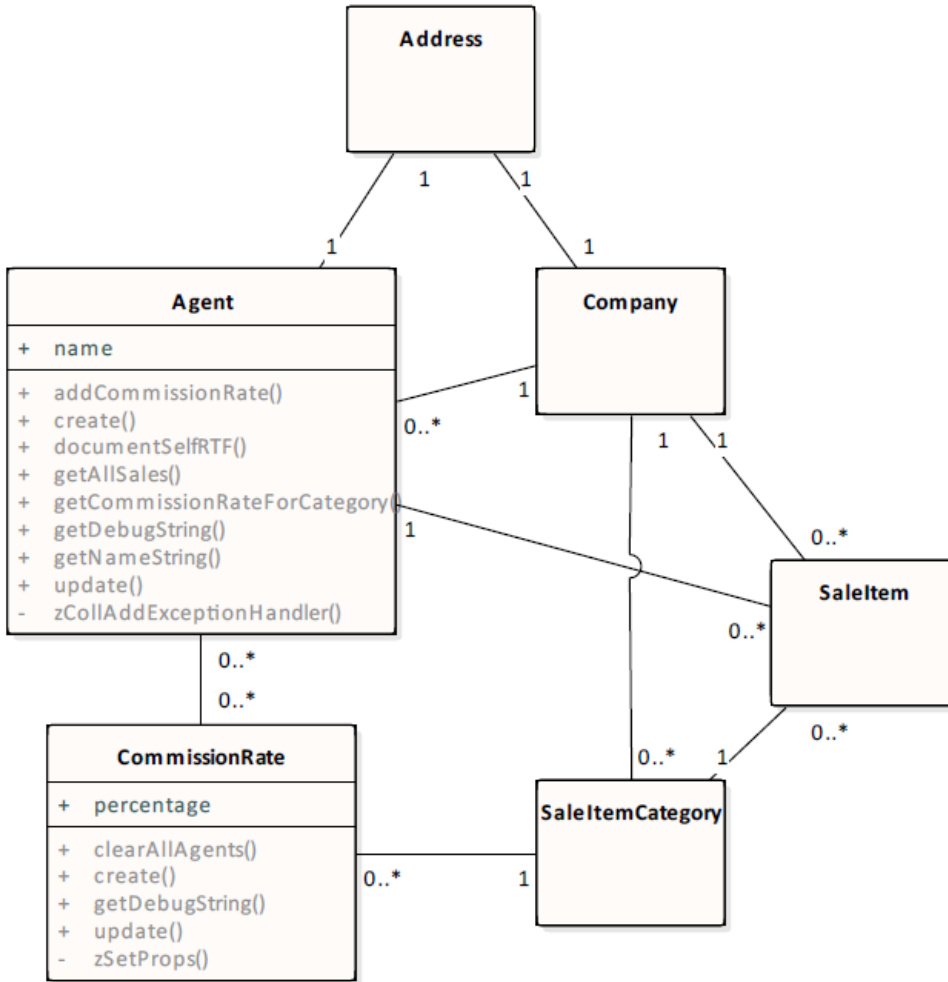 Address
1
1
1
1
Agent
+ name
+ addCommissionRate()
+ create()
+ documentSelfRTF()
+ getAllSales()
+ getCommissionRateForCategory()
+ getDebugString()
+ getNameString()
+ update()
- zCollAddExceptionHandler()
Company
1
0..*
1
1
1
0..*
SaleItem
0..*
0..*
0..*
0..*
CommissionRate
+ percentage
+ clearAllAgents()
+ create()
+ getDebugString()
+ update()
- zSetProps()
0..*
1
SaleItemCategory
0..*
1